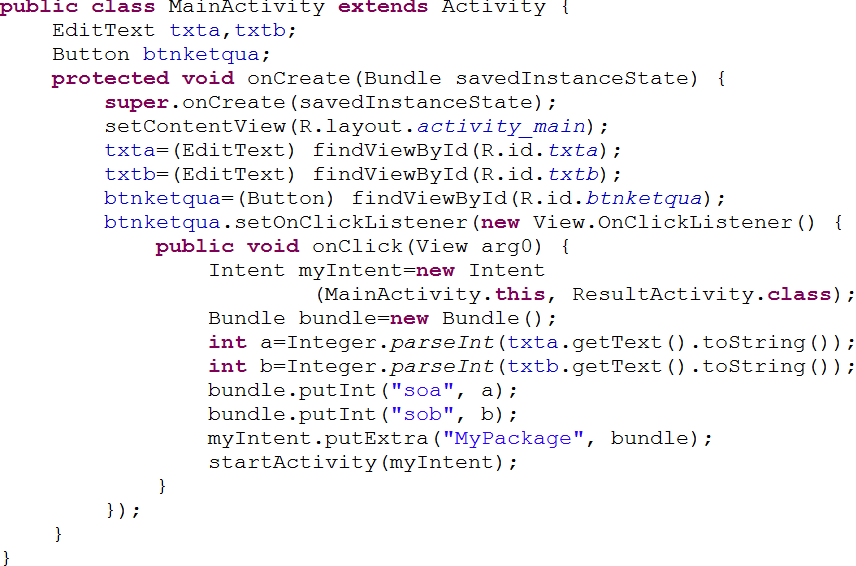 public class MainActivity extends Activity {
    EditText txta,txtb;
    Button btnketqua;
    protected void onCreate(Bundle savedInstanceState) {
        super.onCreate(savedInstanceState);
        setContentView(R.layout.activity_main);
        txta=(EditText) findViewById(R.id.txta);
        txtb=(EditText) findViewById(R.id.txtb);
        btnketqua=(Button) findViewById(R.id.btnketqua);
        btnketqua.setOnClickListener(new View.OnClickListener() {
            public void onClick(View arg0) {
                Intent myIntent=new Intent
                        (MainActivity.this, ResultActivity.class);
                Bundle bundle=new Bundle();
                int a=Integer.parseInt(txta.getText().toString());
                int b=Integer.parseInt(txtb.getText().toString());
                bundle.putInt("soa", a);
                bundle.putInt("sob", b);
                myIntent.putExtra("MyPackage", bundle);
                startActivity(myIntent);
            }
        });
    }
}